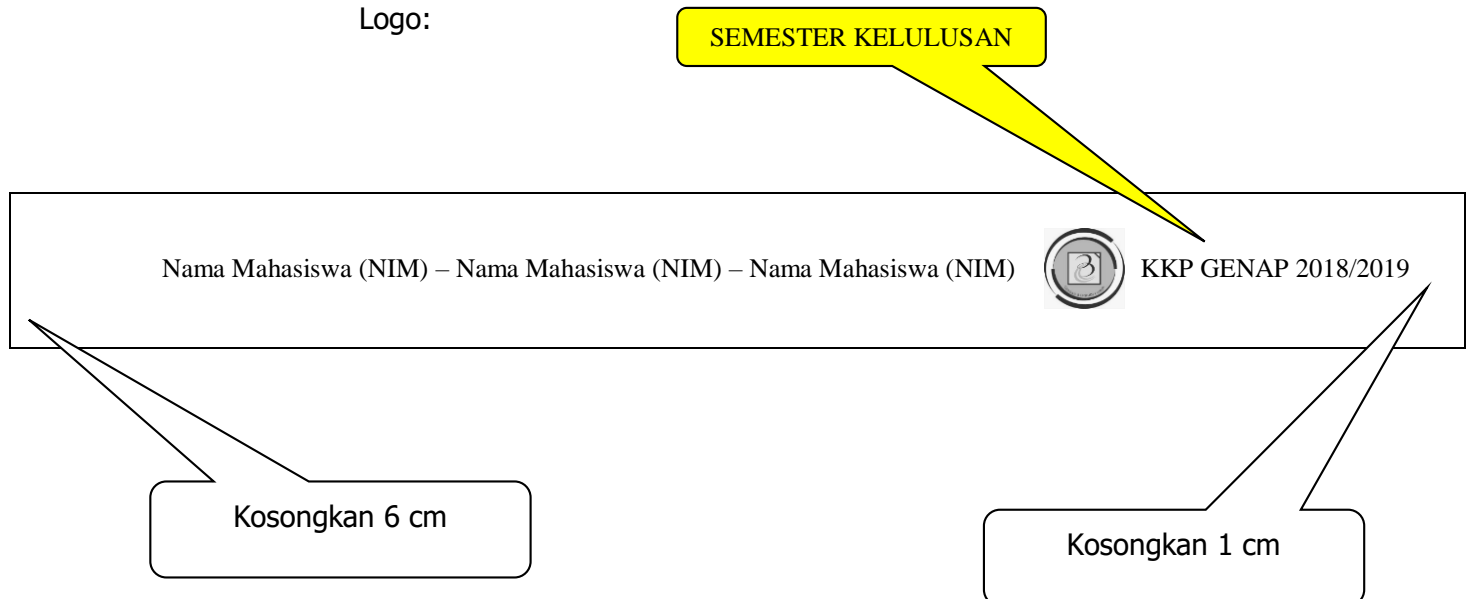 Logo:
SEMESTER KELULUSAN
Nama Mahasiswa (NIM) – Nama Mahasiswa (NIM) – Nama Mahasiswa (NIM) KKP GENAP 2018/2019
Kosongkan 6 cm
Kosongkan 1 cm